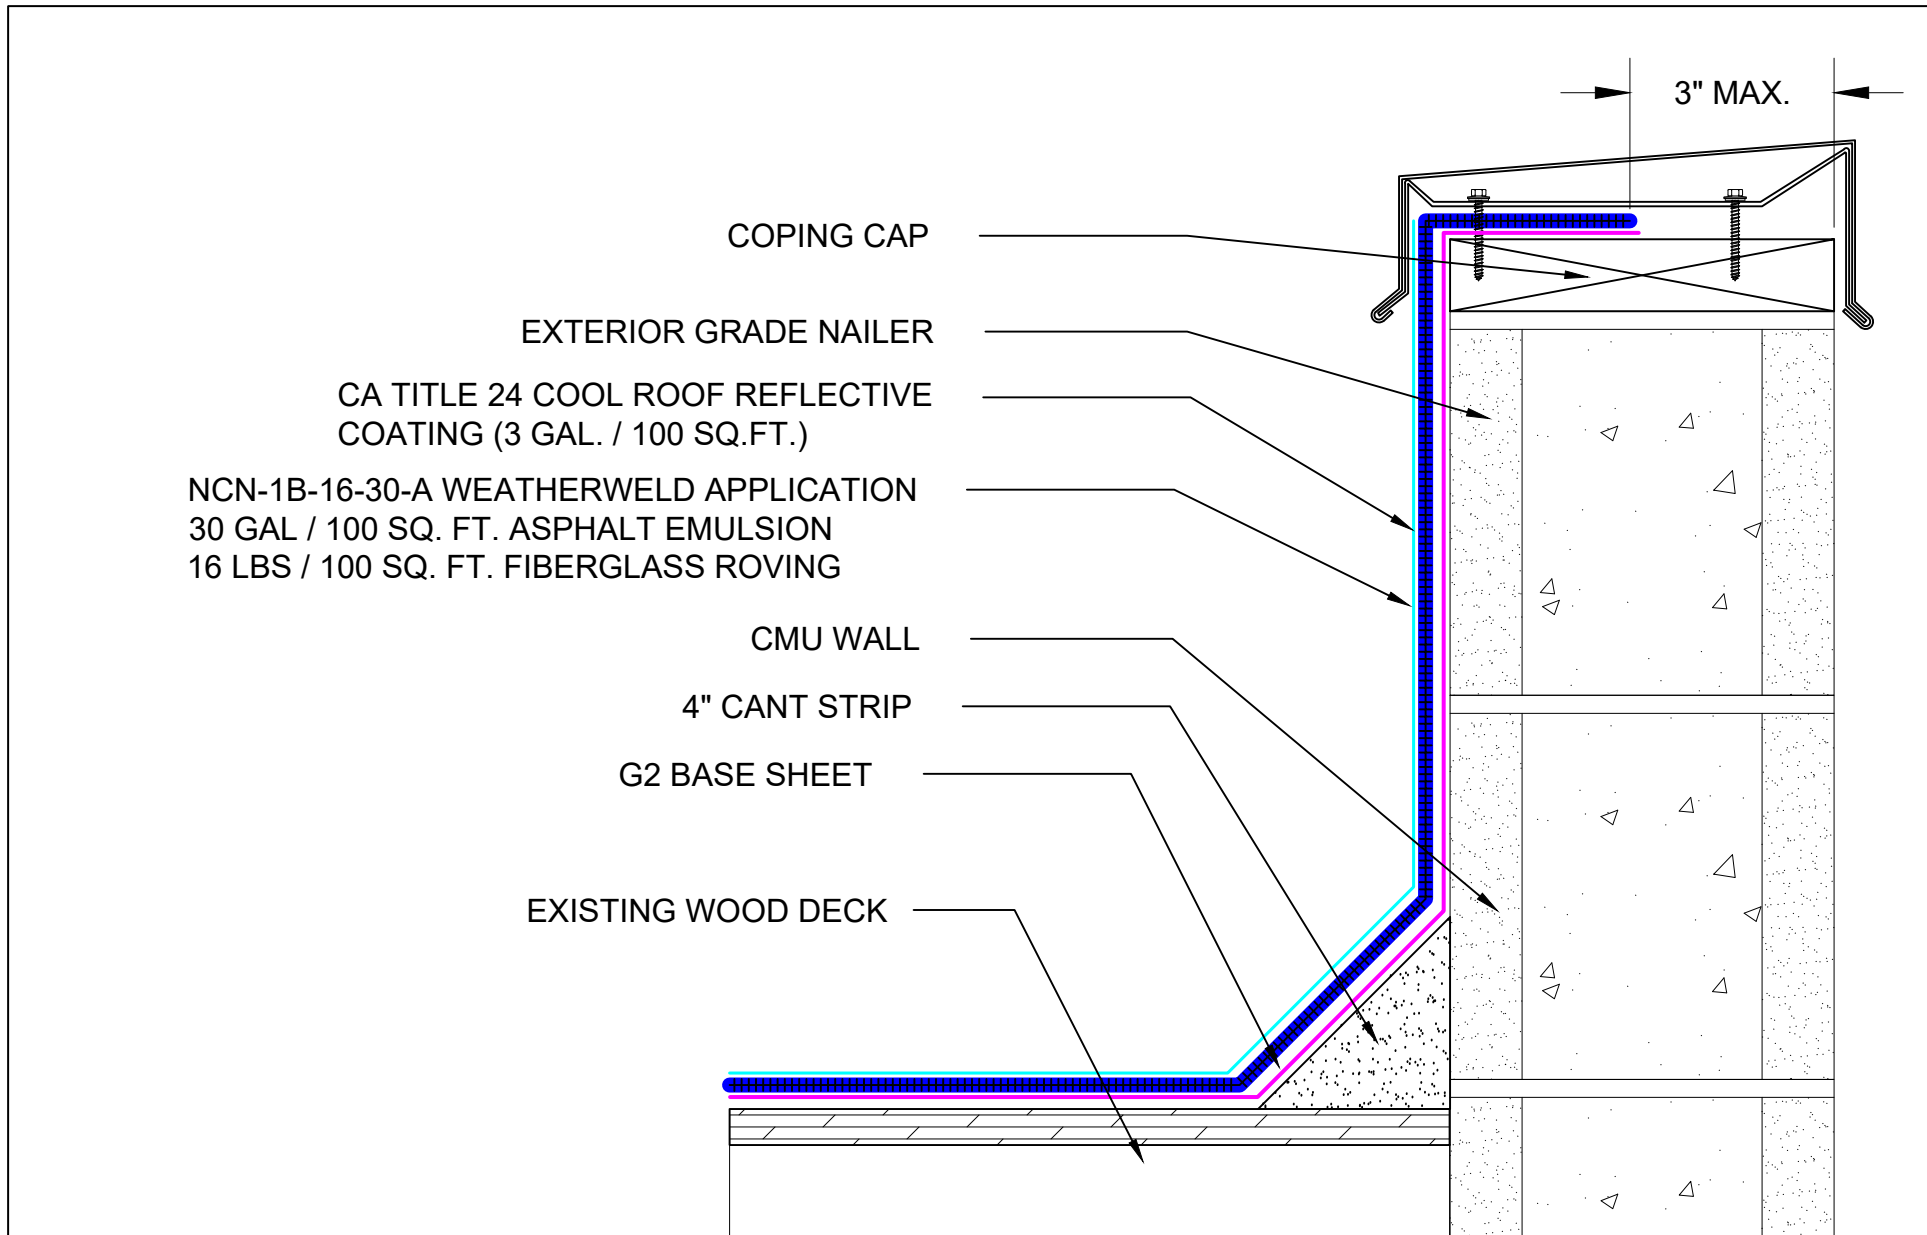 3" MAX.
COPING CAP
EXTERIOR GRADE NAILER
CA TITLE 24 COOL ROOF REFLECTIVE
COATING (3 GAL. / 100 SQ.FT.)
NCN-1B-16-30-A WEATHERWELD APPLICATION
30 GAL / 100 SQ. FT. ASPHALT EMULSION
16 LBS / 100 SQ. FT. FIBERGLASS ROVING
CMU WALL
4" CANT STRIP
G2 BASE SHEET
EXISTING WOOD DECK